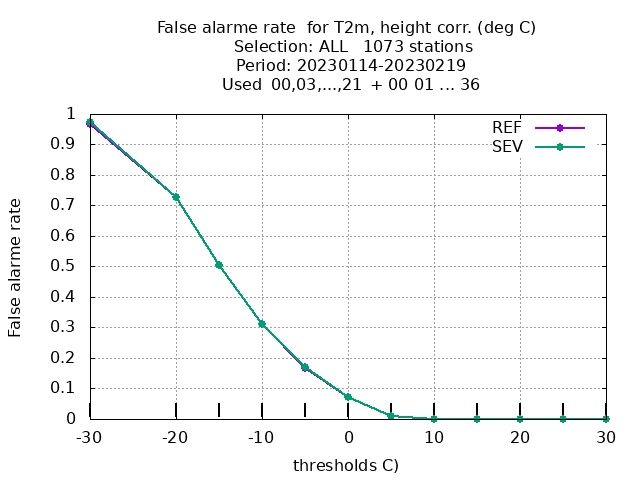 False alarme rate  for T2m, height corr. (deg C)
Selection: ALL   1073 stations
Period: 20230114-20230219
Used  00,03,...,21  + 00 01 ... 36
REF
SEV
False alarme rate
1
0.9
0.8
0.7
0.6
0.5
0.4
0.3
0.2
0.1
0
-30
-20
-10
0
10
20
30
thresholds C)